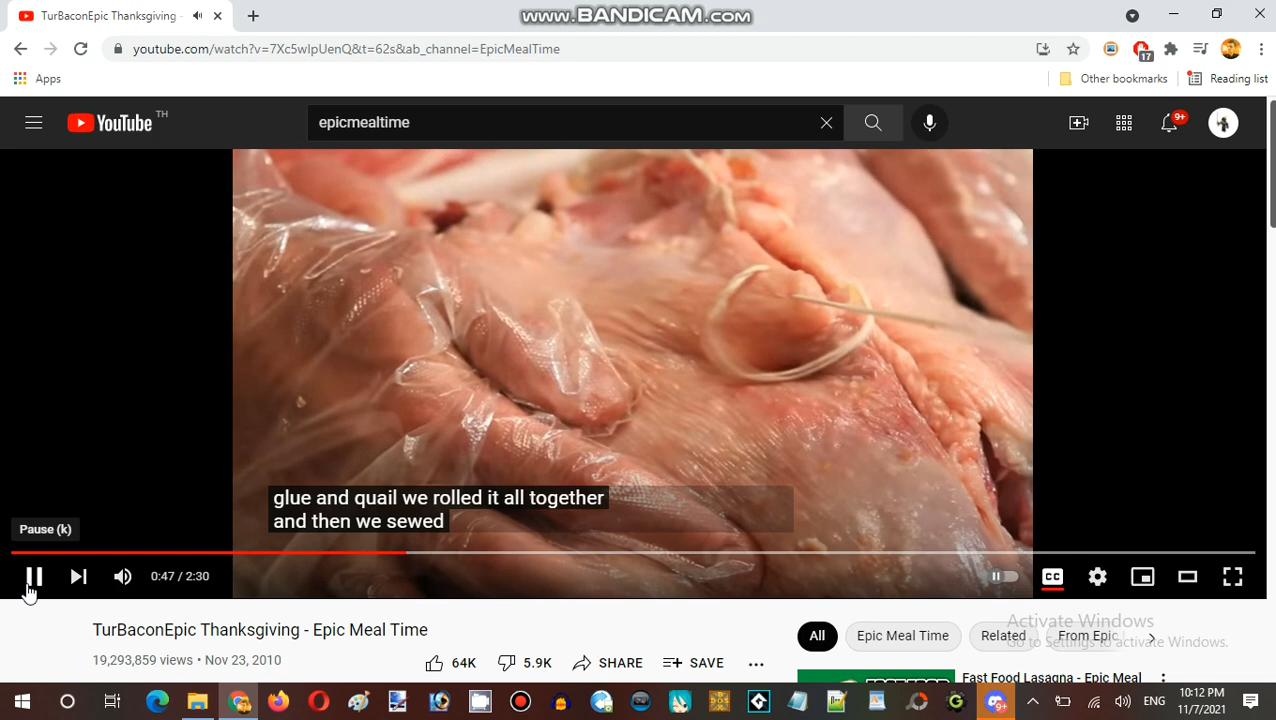 TurBaconEpic Thanksgiving -
www.BANDICAM.com
youtube.com/watch?v=7Xc5wIpUenQ&t=62s&ab_channel=EpicMealTime
17
Apps
Other bookmarks
Reading list
YouTube TH
epicmealtime
9+
glue and quail we rolled it all together
and then we sewed
Pause (k)
0:47 / 2:30
CC
TurBaconEpic Thanksgiving - Epic Meal Time
19,293,859 views • Nov 23, 2010
64K
5.9K
SHARE
SAVE
All
Epic Meal Time
Related
From Epic
Activate Windows
Go to Settings to activate Windows.
Fast Food Lasagna - Epic Meal
9+
ENG
10:12 PM
11/7/2021